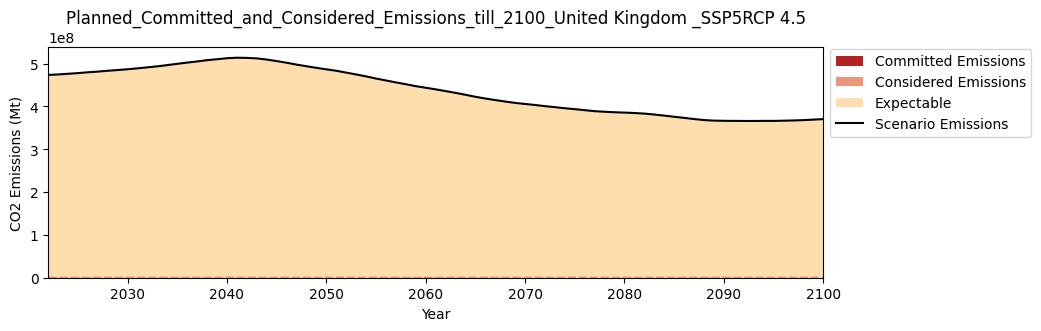 Planned_Committed_and_Considered_Emissions_till_2100_United Kingdom _SSP5RCP 4.5
1e8
5
4
3
2
1
0
CO2 Emissions (Mt)
2030 2040 2050 2060 2070 2080 2090 2100
Year
Committed Emissions
Considered Emissions
Expectable
Scenario Emissions